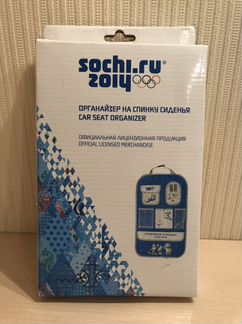 sochi.ru
2014
ОРГАНАЙЗЕР НА СПИНКУ СИДЕНЬЯ
CAR SEAT ORGANIZER
ОФИЦИАЛЬНАЯ ЛИЦЕНЗИОННАЯ ПРОДУКЦИЯ
OFFICIAL LICENSED MERCHANDISE